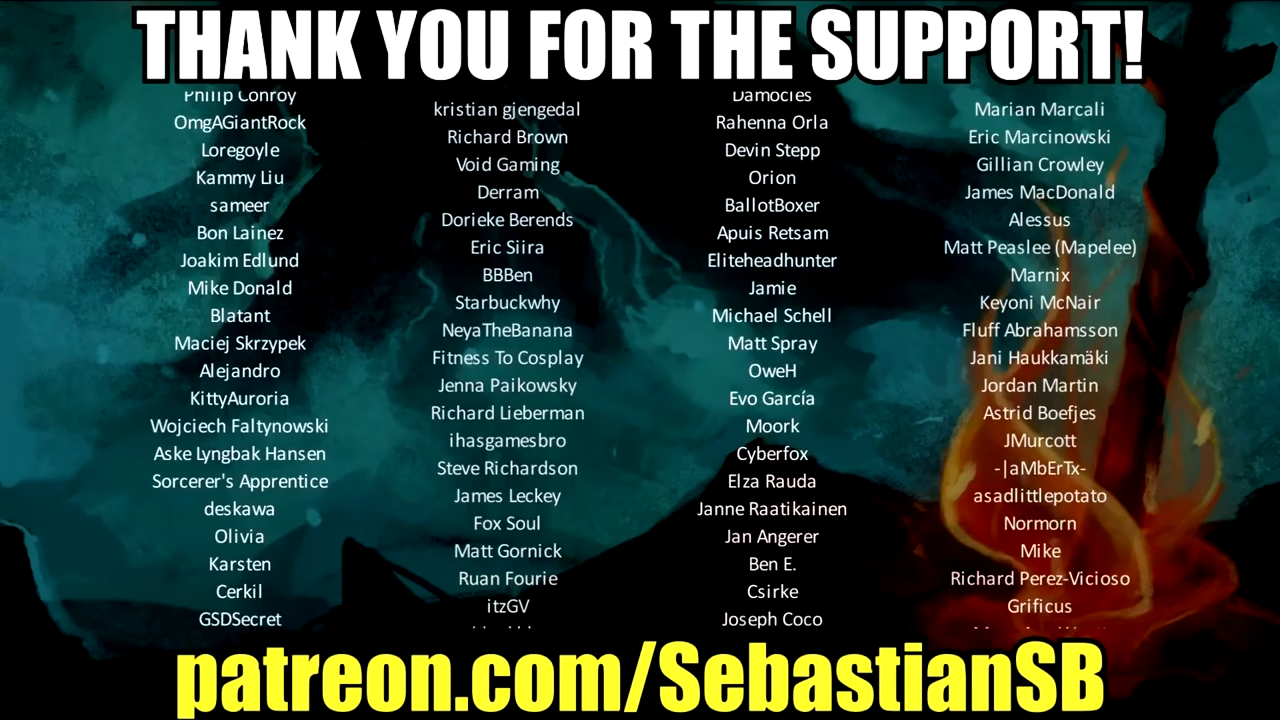 THANK YOU FOR THE SUPPORT!
Philip Conroy
OmgAGiantRock
Loregoyle
Kammy Liu
sameer
Bon Lainez
Joakim Edlund
Mike Donald
Blatant
Maciej Skrzypek
Alejandro
KittyAuroria
Wojciech Faltynowski
Aske Lyngbak Hansen
Sorcerer's Apprentice
deskawa
Olivia
Karsten
Cerkil
GSDSecret
kristian gjengedal
Richard Brown
Void Gaming
Derram
Dorieke Berends
Eric Siira
BBBen
Starbuckwhy
NeyaTheBanana
Fitness To Cosplay
Jenna Paikowsky
Richard Lieberman
ihasgamesbro
Steve Richardson
James Leckey
Fox Soul
Matt Gornick
Ruan Fourie
itzGV
Damocles
Rahenna Orla
Devin Stepp
Orion
BallotBoxer
Apuis Retsam
Eliteheadhunter
Jamie
Michael Schell
Matt Spray
OweH
Evo García
Moork
Cyberfox
Elza Rauda
Janne Raatikainen
Jan Angerer
Ben E.
Csirke
Joseph Coco
Marian Marcali
Eric Marcinowski
Gillian Crowley
James MacDonald
Alessus
Matt Peaslee (Mapelee)
Marnix
Keyoni McNair
Fluff Abrahamsson
Jani Haukkamäki
Jordan Martin
Astrid Boefjes
JMurcott
-|aMbErTx-
asadlittlepotato
Normorn
Mike
Richard Perez-Vicioso
Grificus
patreon.com/SebastianSB